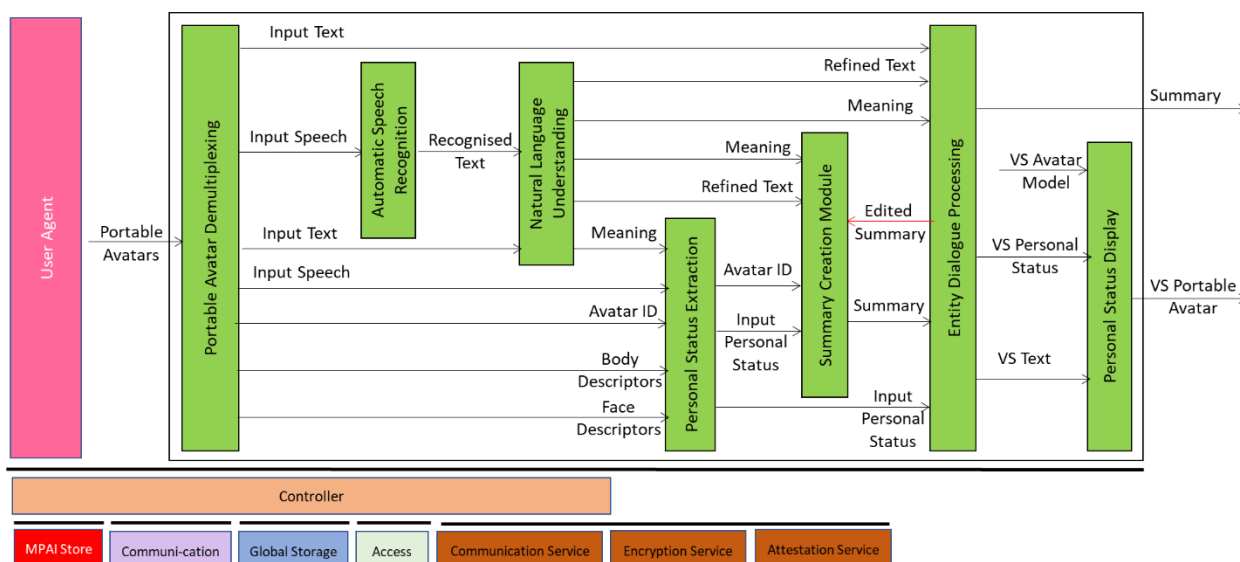 User Agent
Portable
Avatars
Portable Avatar Demultiplexing
Input Text
Input Speech
Input Text
Input Speech
Avatar ID
Body
Descriptors
Face
Descriptors
Automatic Speech
Recognition
Recognised
Text
Natural Language
Understanding
Refined Text
Meaning
Meaning
Refined Text
Meaning
Personal Status Extraction
Avatar ID
Input
Personal
Status
Summary Creation Module
Edited
Summary
Summary
Input
Personal
Status
Entity Dialogue Processing
Summary
VS Avatar
Model
VS Personal
Status
VS Text
Personal Status Display
VS Portable
Avatar
Controller
MPAI Store
Communi-cation
Global Storage
Access
Communication Service
Encryption Service
Attestation Service